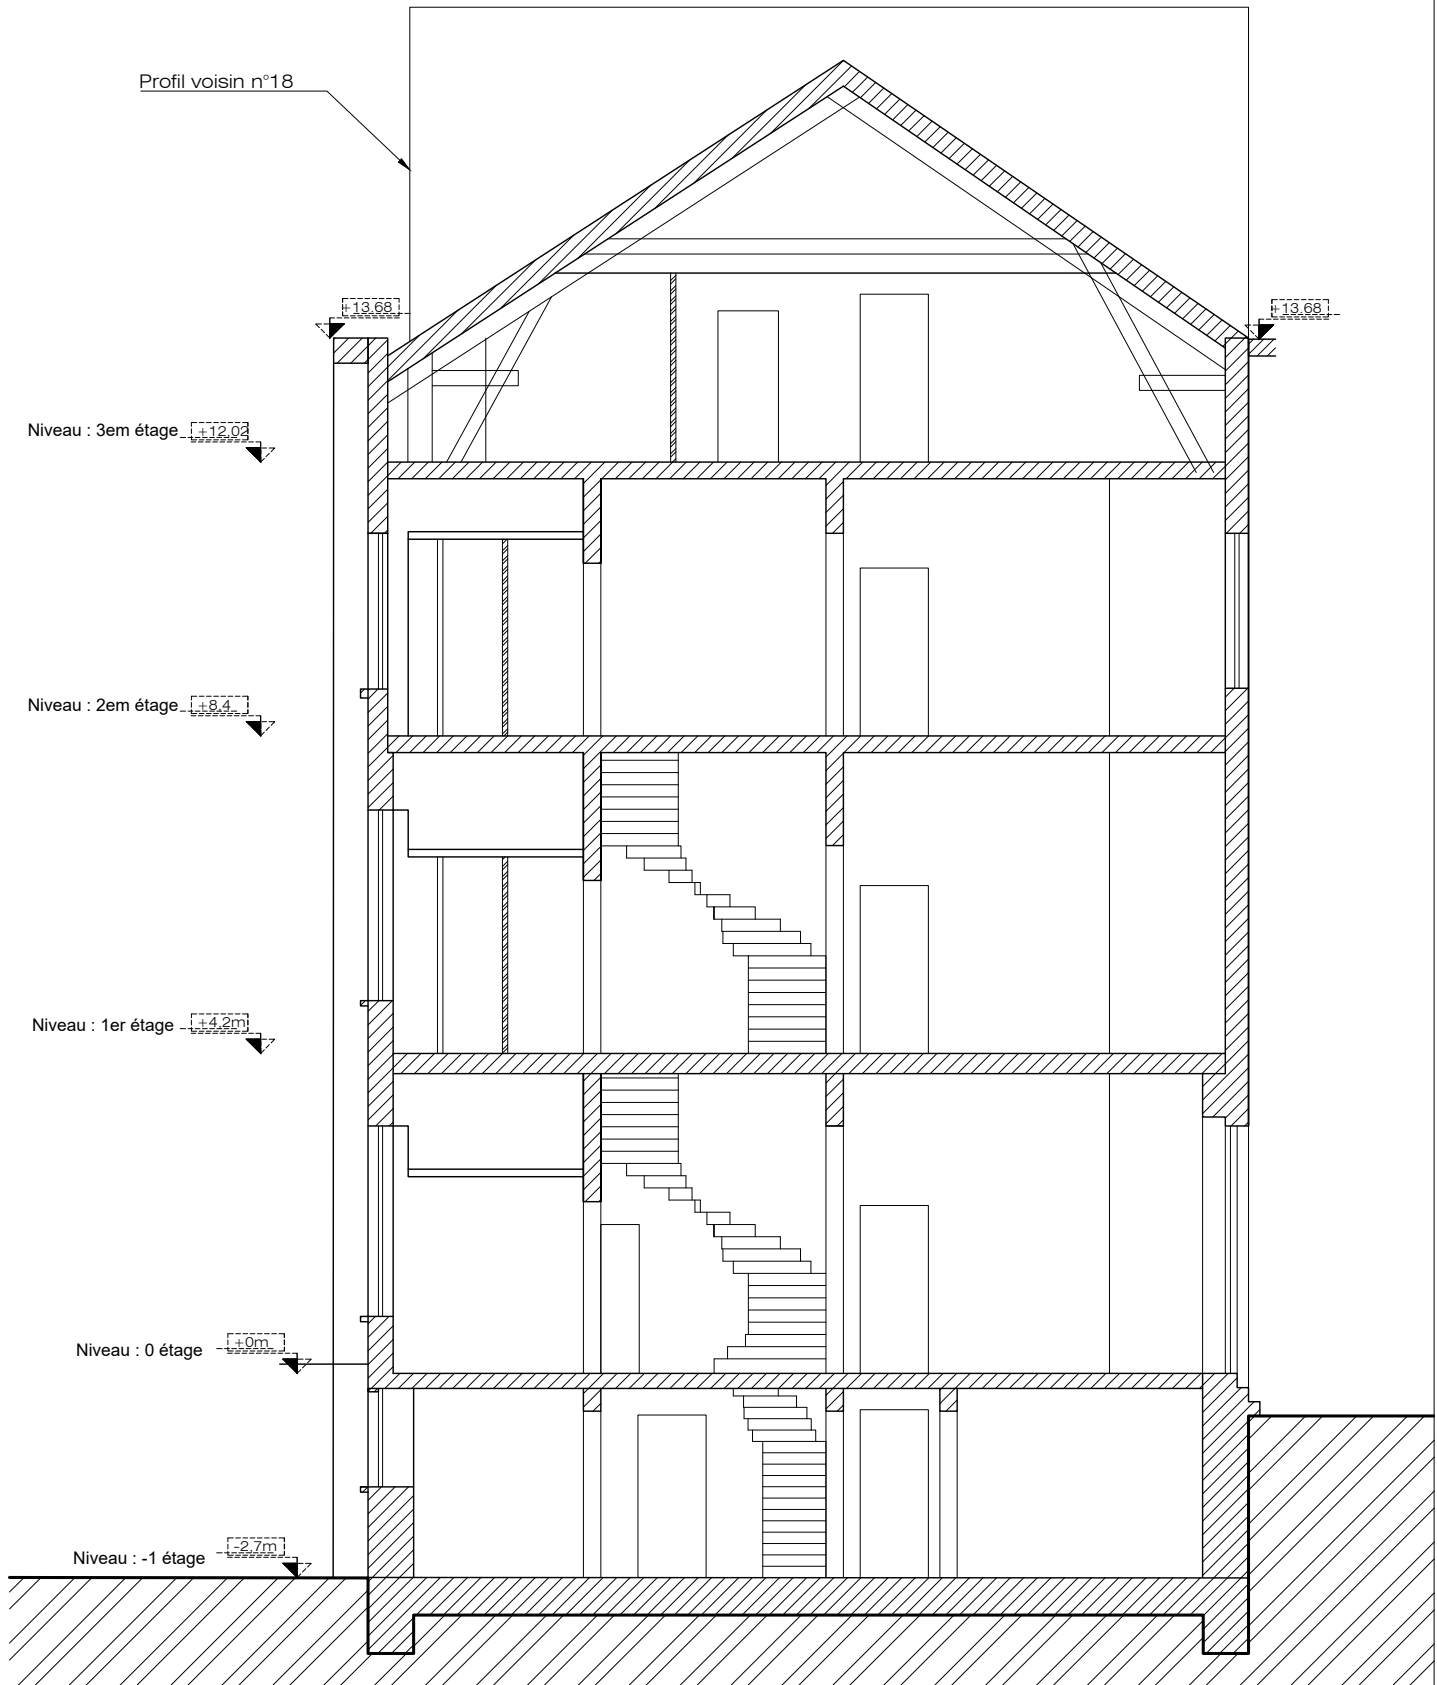 Profil voisin n°18
+13.68
+13.68
Niveau : 3em étage +12.02
Niveau : 2em étage +8.4
Niveau : 1er étage +4.2m
Niveau : 0 étage +0m
Niveau : -1 étage -2.7m